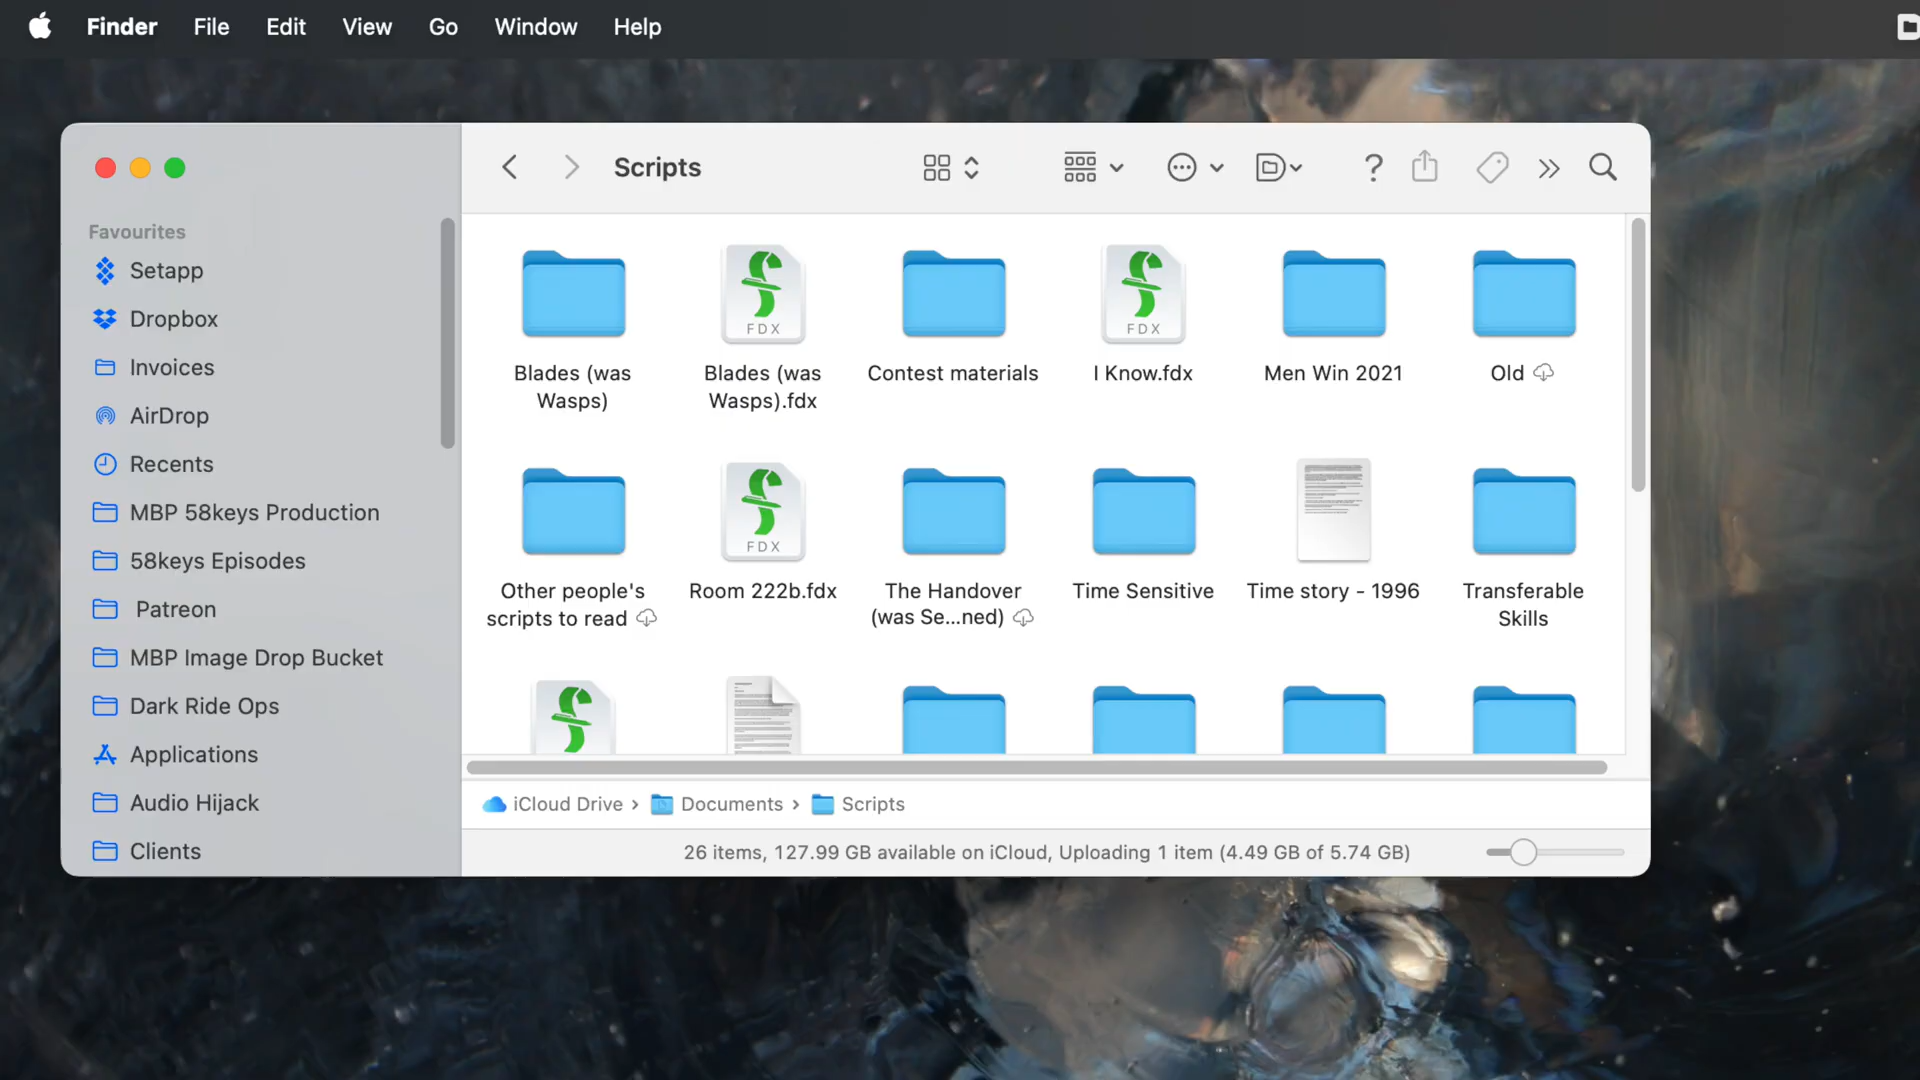 Finder File Edit View Go Window Help
Scripts
Favourites
Setapp
Dropbox
Invoices
AirDrop
Recents
MBP 58keys Production
58keys Episodes
Patreon
MBP Image Drop Bucket
Dark Ride Ops
Applications
Audio Hijack
Clients
FDX
FDX
Blades (was
Wasps)
Blades (was
Wasps).fdx
Contest materials
I Know.fdx
Men Win 2021
Old
FDX
Other people's
scripts to read
Room 222b.fdx
The Handover
(was Se...ned)
Time Sensitive
Time story - 1996
Transferable
Skills
iCloud Drive › Documents › Scripts
26 items, 127.99 GB available on iCloud, Uploading 1 item (4.49 GB of 5.74 GB)